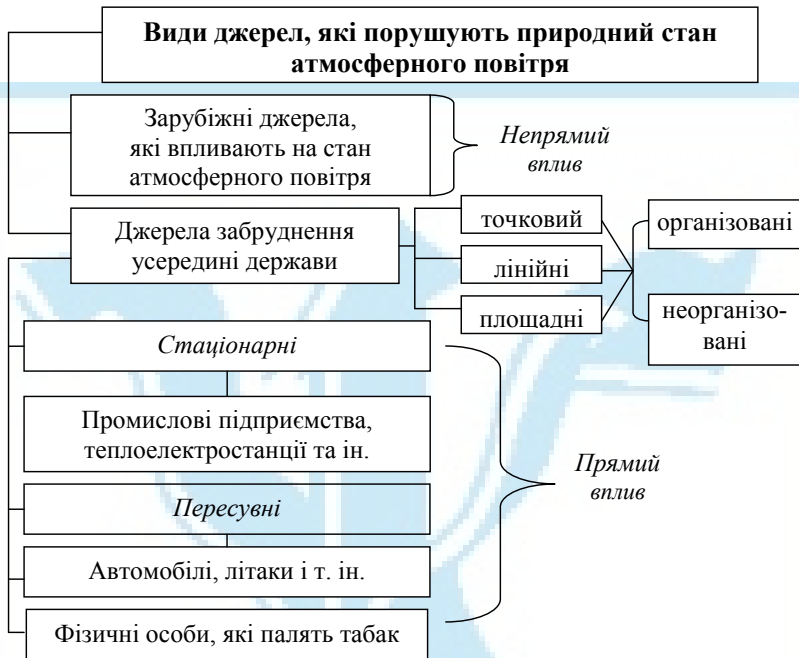 Види джерел, які порушують природний стан
атмосферного повітря
Зарубіжні джерела,
які впливають на стан
атмосферного повітря
Непрямий
вплив
Джерела забруднення
усередині держави
точковий
лінійні
площадні
організовані
неорганізо-
вані
Стаціонарні
Промислові підприємства,
теплоелектростанції та ін.
Прямий
вплив
Пересувні
Автомобілі, літаки і т. ін.
Фізичні особи, які палять табак